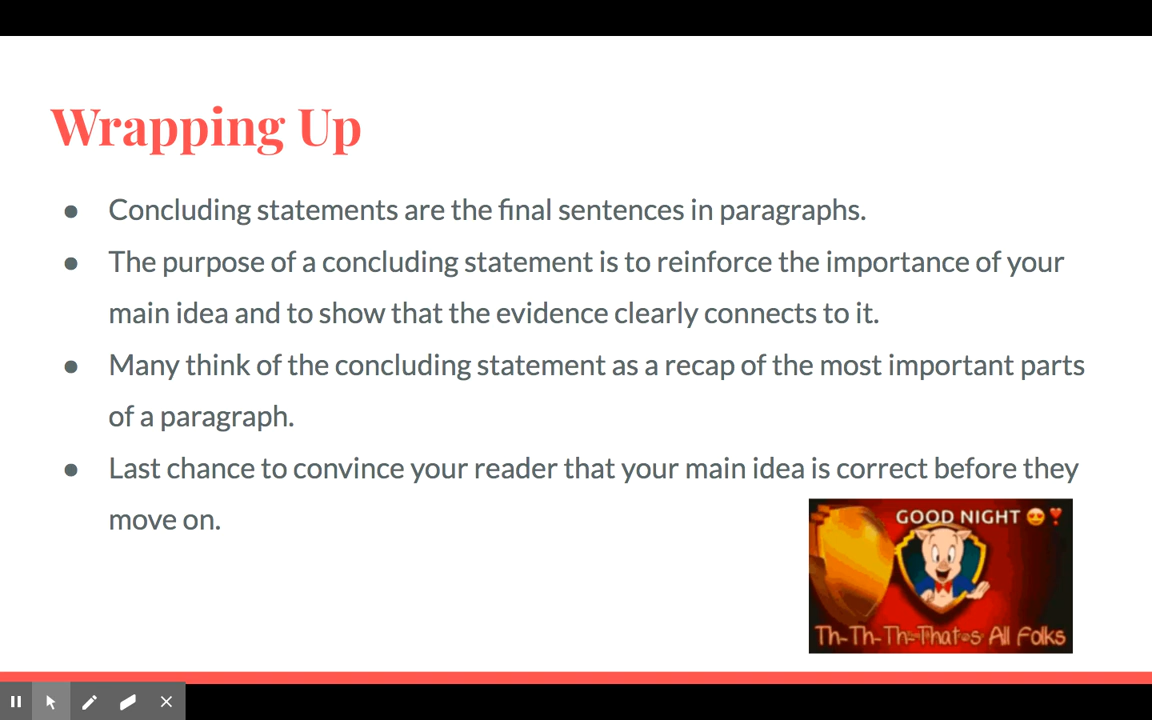 Wrapping Up
● Concluding statements are the final sentences in paragraphs.
● The purpose of a concluding statement is to reinforce the importance of your
main idea and to show that the evidence clearly connects to it.
● Many think of the concluding statement as a recap of the most important parts
of a paragraph.
● Last chance to convince your reader that your main idea is correct before they
move on.
GOOD NIGHT 😍❣
Th-Th-Th-That's All Folks